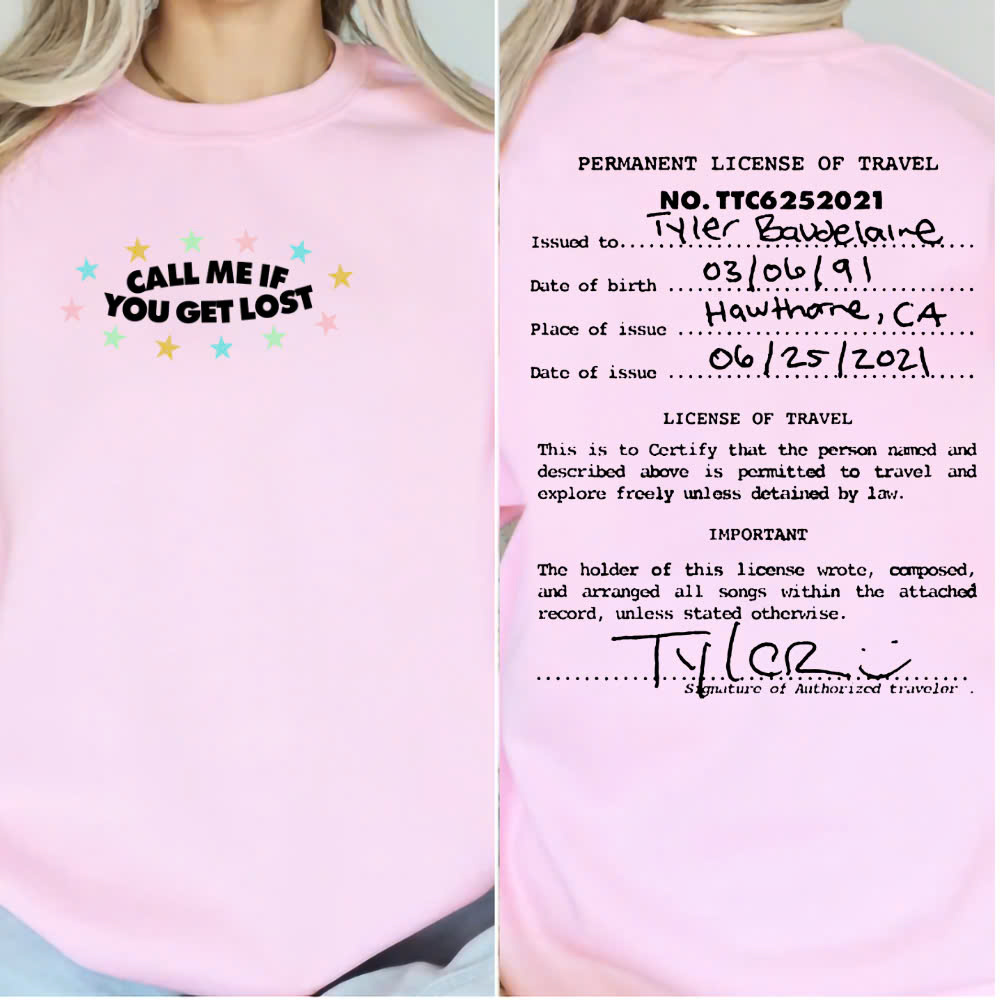 CALL ME IF
YOU GET LOST
PERMANENT LICENSE OF TRAVEL
NO. TTC6252021
Issued to.... Tyler Baudelaire
Date of birth .... 03/06/91
Place of issue .... Hawthorne, CA
Date of issue .... 06/25/2021
LICENSE OF TRAVEL
This is to Certify that the person named and
described above is permitted to travel and
explore freely unless detained by law.
IMPORTANT
The holder of this license wrote, composed,
and arranged all songs within the attached
record, unless stated otherwise.
TylER
Signature of Authorized traveler .